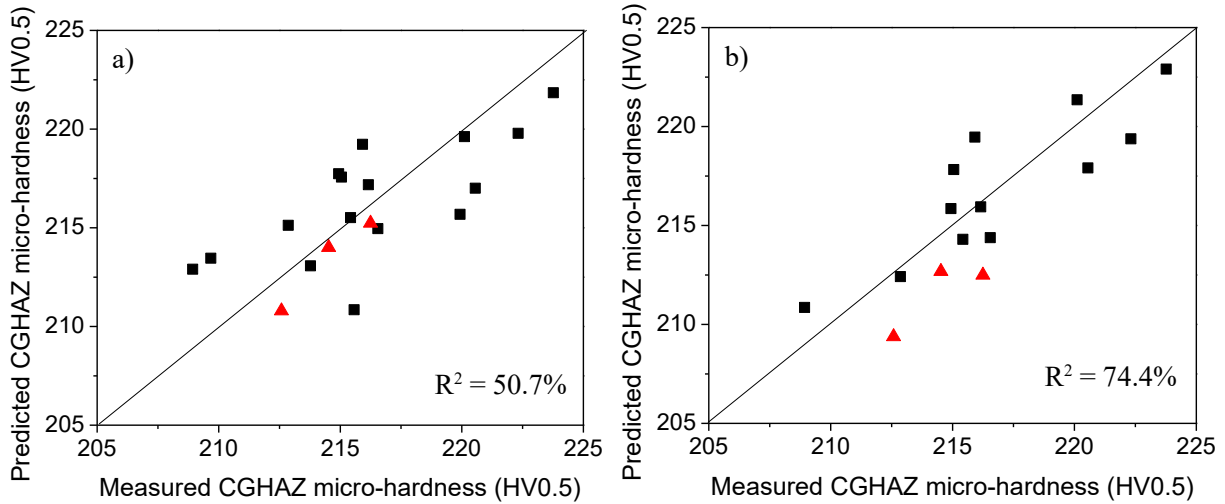 a)
Predicted CGHAZ micro-hardness (HV0.5)
225
220
215
210
205
R² = 50.7%
205 210 215 220 225
Measured CGHAZ micro-hardness (HV0.5)
b)
Predicted CGHAZ micro-hardness (HV0.5)
225
220
215
210
205
R² = 74.4%
205 210 215 220 225
Measured CGHAZ micro-hardness (HV0.5)